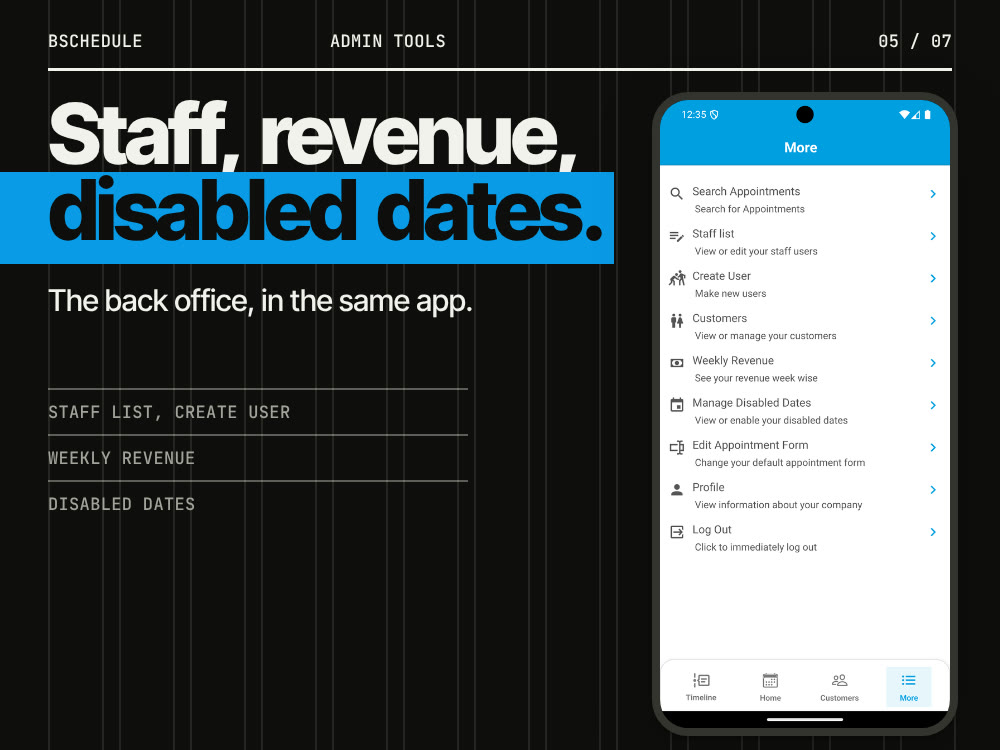 BSCHEDULE
ADMIN TOOLS
05 / 07
Staff, revenue,
disabled dates.
The back office, in the same app.
STAFF LIST, CREATE USER
WEEKLY REVENUE
DISABLED DATES
12:35
More
Search Appointments
Search for Appointments
Staff list
View or edit your staff users
Create User
Make new users
Customers
View or manage your customers
Weekly Revenue
See your revenue week wise
Manage Disabled Dates
View or enable your disabled dates
Edit Appointment Form
Change your default appointment form
Profile
View information about your company
Log Out
Click to immediately log out
Timeline
Home
Customers
More